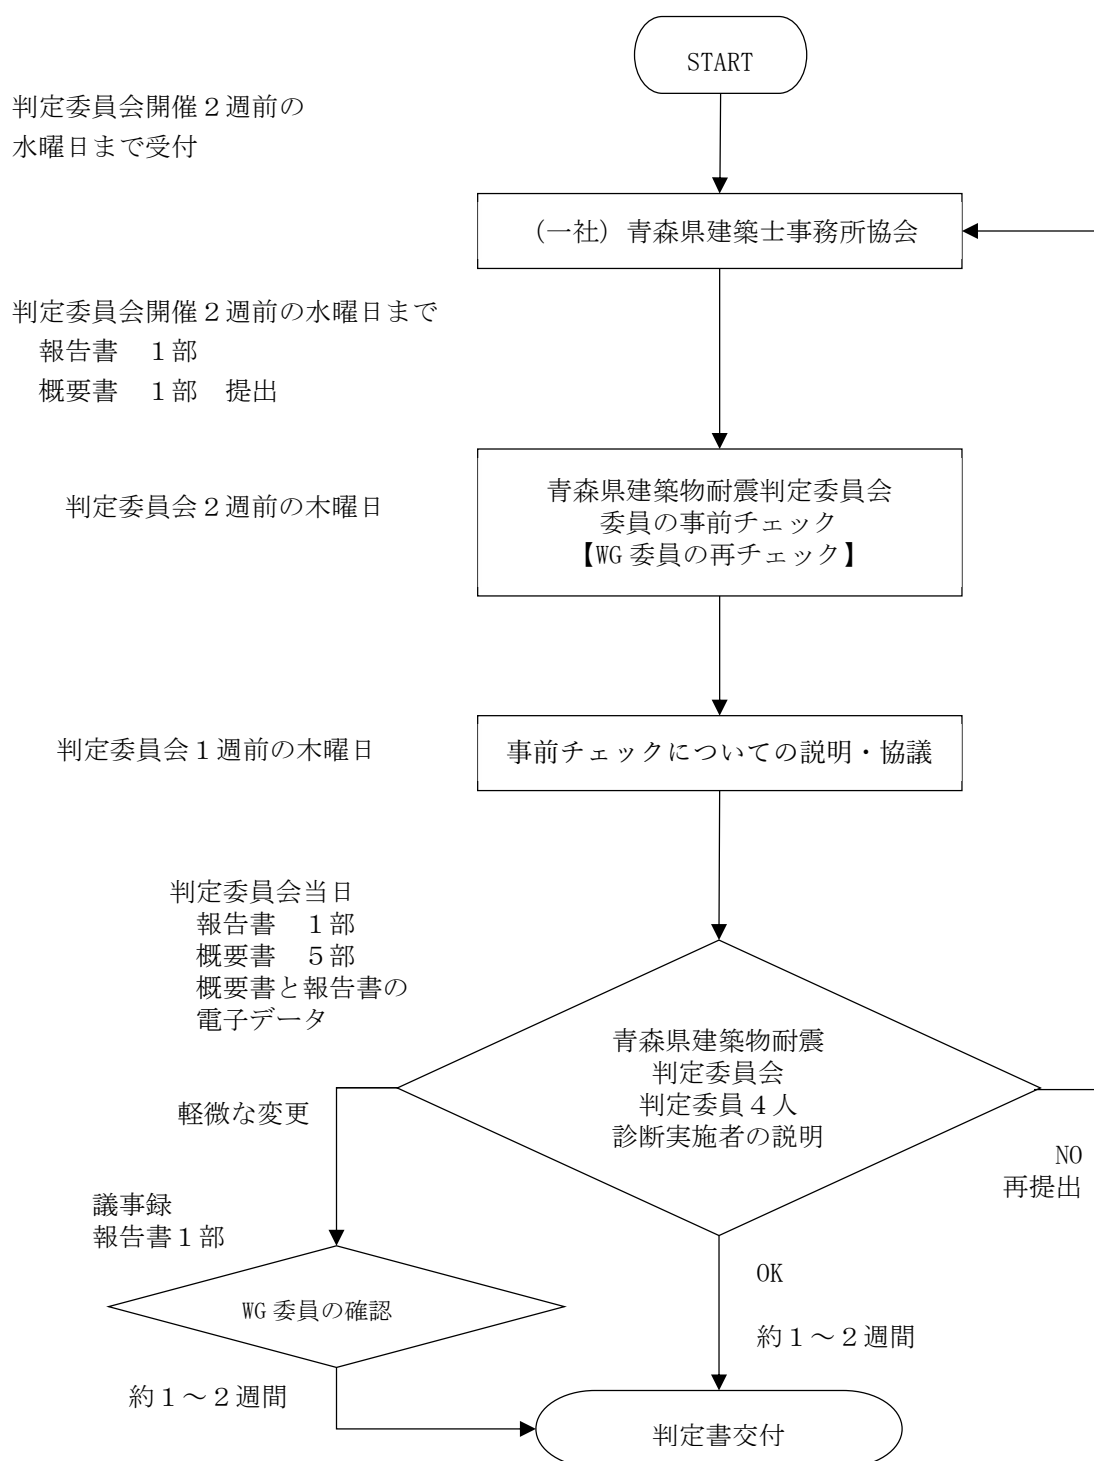 START
判定委員会開催２週前の
水曜日まで受付
（一社）青森県建築士事務所協会
判定委員会開催２週前の水曜日まで
報告書　１部
概要書　１部　提出
判定委員会２週前の木曜日
青森県建築物耐震判定委員会
委員の事前チェック
【WG 委員の再チェック】
判定委員会１週前の木曜日
事前チェックについての説明・協議
判定委員会当日
報告書　１部
概要書　５部
概要書と報告書の
電子データ
青森県建築物耐震
判定委員会
判定委員４人
診断実施者の説明
軽微な変更
NO
再提出
議事録
報告書１部
WG 委員の確認
OK
約１～２週間
約１～２週間
判定書交付